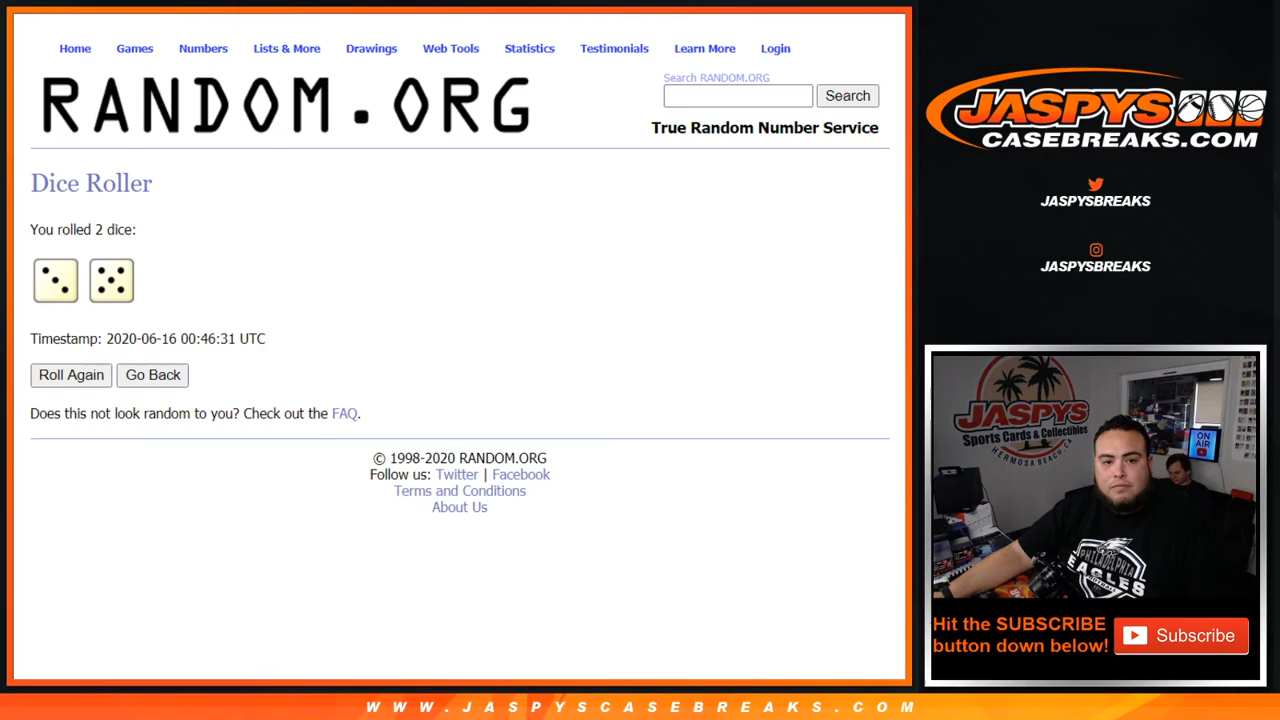 Home Games Numbers Lists & More Drawings Web Tools Statistics Testimonials Learn More Login
RANDOM.ORG
Search RANDOM.ORG
Search
True Random Number Service
Dice Roller
You rolled 2 dice:
Timestamp: 2020-06-16 00:46:31 UTC
Roll Again Go Back
Does this not look random to you? Check out the FAQ.
© 1998-2020 RANDOM.ORG
Follow us: Twitter | Facebook
Terms and Conditions
About Us
JASPYS
CASEBREAKS.COM
JASPYSBREAKS
JASPYSBREAKS
JASPYS
Sports Cards & Collectibles
HERMOSA BEACH, CA
ON
AIR
PHILADELPHIA
EAGLES
Hit the SUBSCRIBE
button down below!
Subscribe
WWW.JASPYSCASEBREAKS.COM